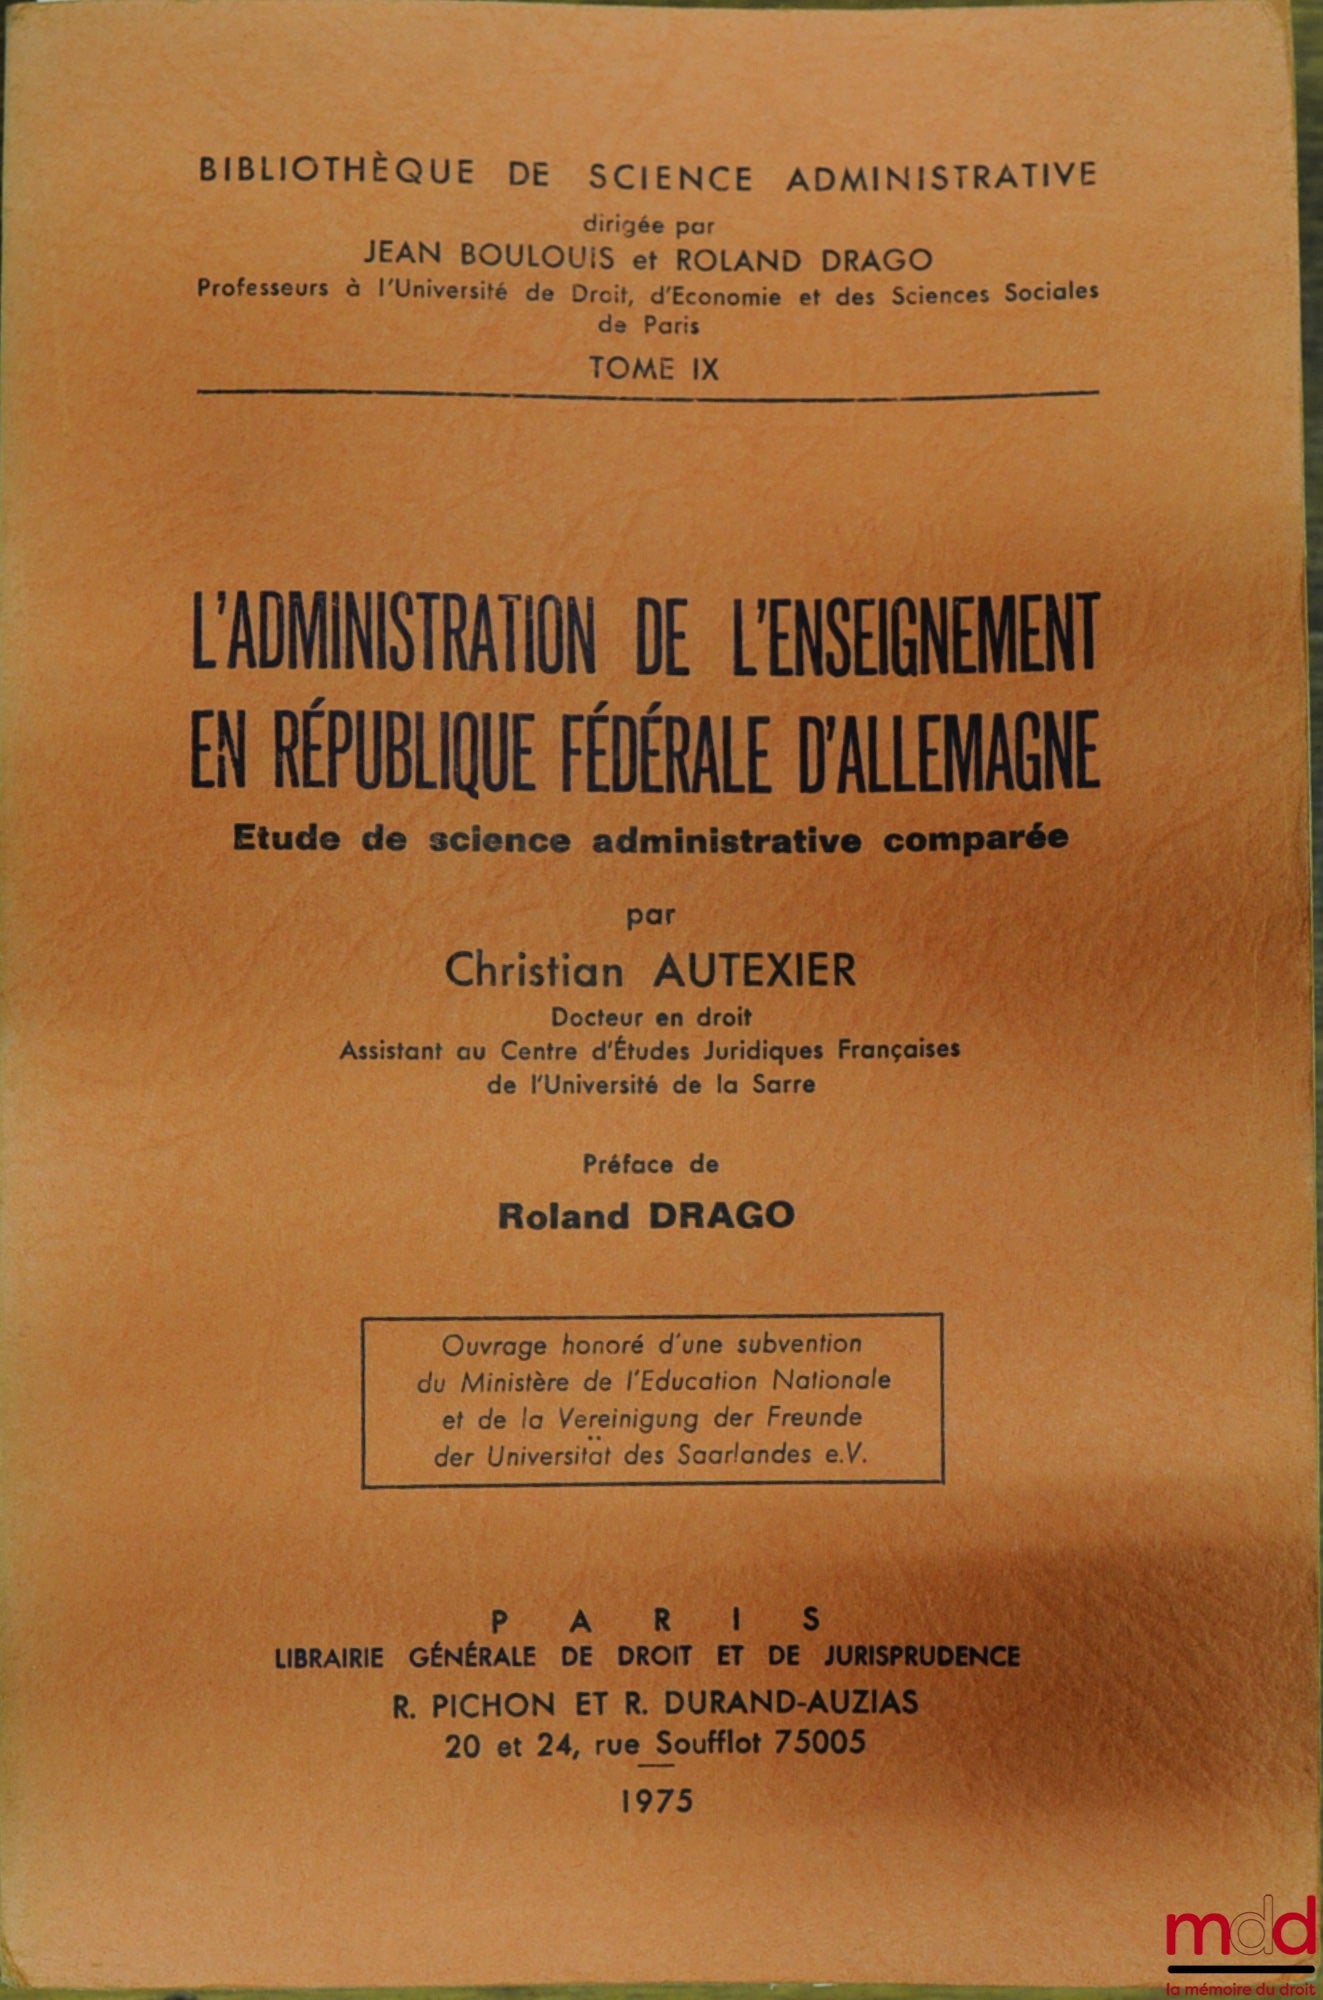 BIBLIOTHÈQUE DE SCIENCE ADMINISTRATIVE
dirigée par
JEAN BOULOUIS et ROLAND DRAGO
Professeurs à l'Université de Droit, d'Economie et des Sciences Sociales
de Paris
TOME IX
L'ADMINISTRATION DE L'ENSEIGNEMENT
EN RÉPUBLIQUE FÉDÉRALE D'ALLEMAGNE
Etude de science administrative comparée
par
Christian AUTEXIER
Docteur en droit
Assistant au Centre d'Études Juridiques Françaises
de l'Université de la Sarre
Préface de
Roland DRAGO
Ouvrage honoré d'une subvention
du Ministère de l'Education Nationale
et de la Vereinigung der Freunde
der Universität des Saarlandes e.V.
PARIS
LIBRAIRIE GÉNÉRALE DE DROIT ET DE JURISPRUDENCE
R. PICHON ET R. DURAND-AUZIAS
20 et 24, rue Soufflot 75005
1975
mdd
la mémoire du droit